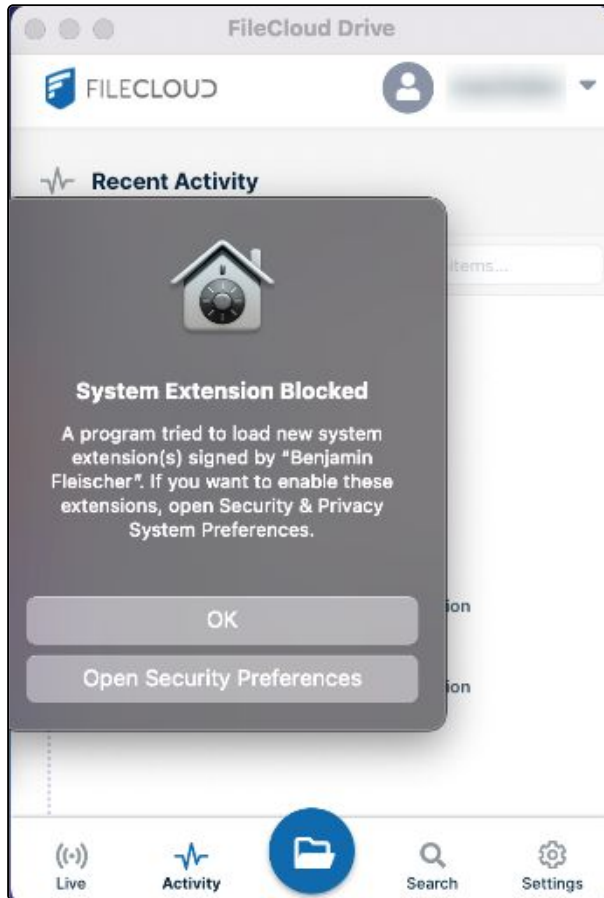 FileCloud Drive
FILECLOUD
Recent Activity
items...
System Extension Blocked
A program tried to load new system
extension(s) signed by "Benjamin
Fleischer". If you want to enable these
extensions, open Security & Privacy
System Preferences.
OK
ion
Open Security Preferences
ion
Live
Activity
Search
Settings